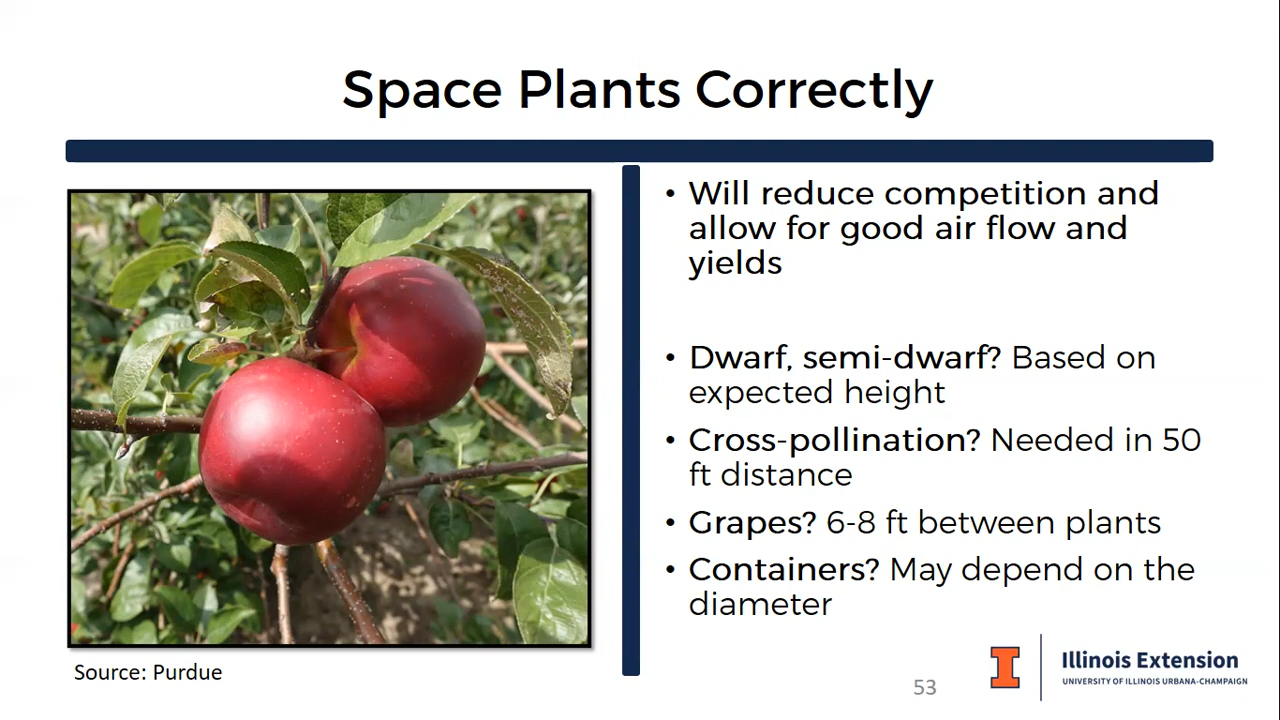 Space Plants Correctly
• Will reduce competition and
allow for good air flow and
yields
• Dwarf, semi-dwarf? Based on
expected height
• Cross-pollination? Needed in 50
ft distance
• Grapes? 6-8 ft between plants
• Containers? May depend on the
diameter
Source: Purdue
53
Illinois Extension
UNIVERSITY OF ILLINOIS URBANA-CHAMPAIGN